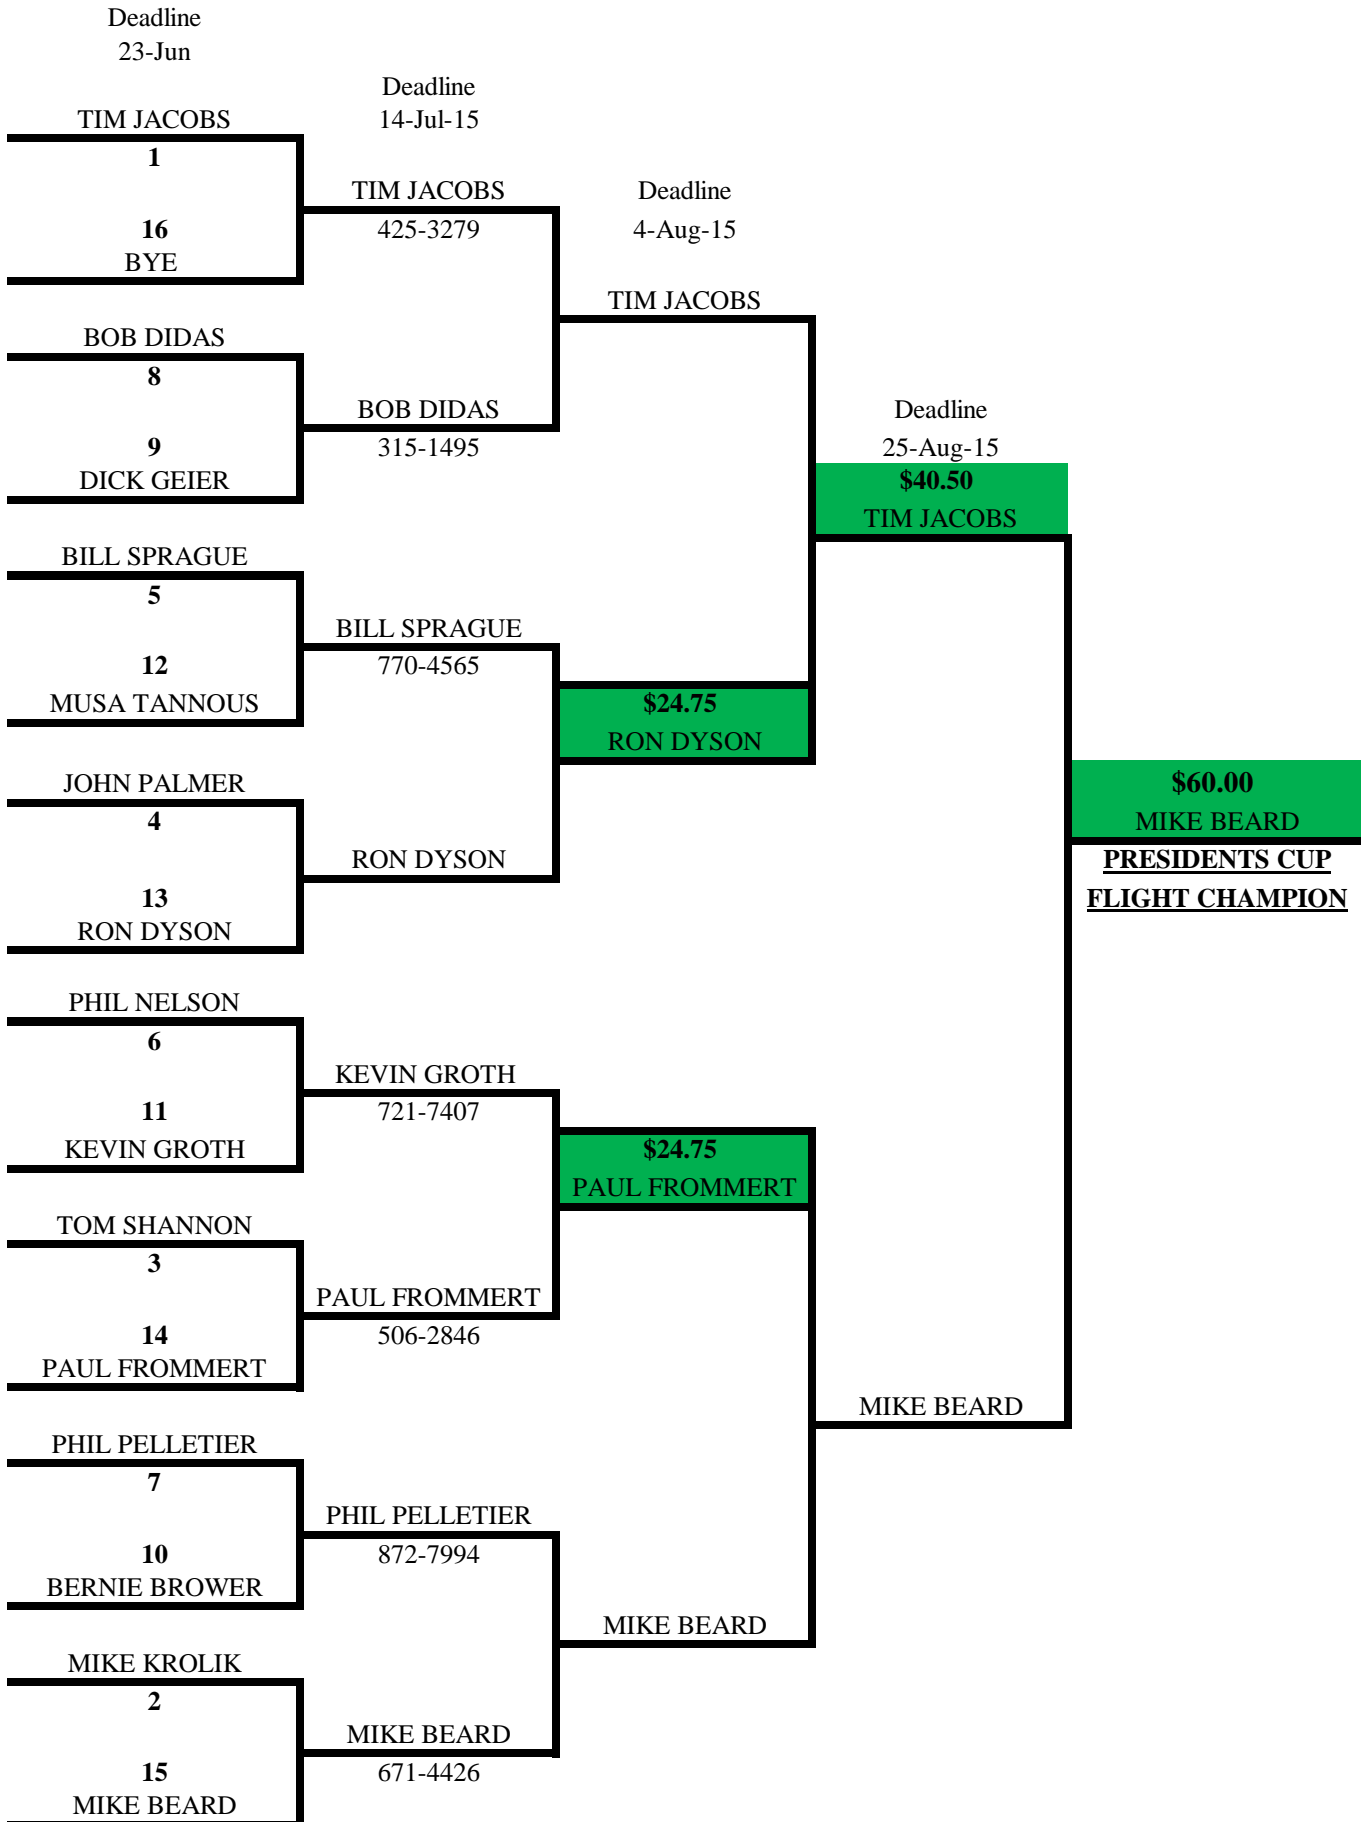 Deadline
23-Jun
TIM JACOBS
1
16
BYE
BOB DIDAS
8
9
DICK GEIER
BILL SPRAGUE
5
12
MUSA TANNOUS
JOHN PALMER
4
13
RON DYSON
PHIL NELSON
6
11
KEVIN GROTH
TOM SHANNON
3
14
PAUL FROMMERT
PHIL PELLETIER
7
10
BERNIE BROWER
MIKE KROLIK
2
15
MIKE BEARD
Deadline
14-Jul-15
TIM JACOBS
425-3279
BOB DIDAS
315-1495
BILL SPRAGUE
770-4565
RON DYSON
KEVIN GROTH
721-7407
PAUL FROMMERT
506-2846
PHIL PELLETIER
872-7994
MIKE BEARD
671-4426
Deadline
4-Aug-15
TIM JACOBS
$24.75
RON DYSON
$24.75
PAUL FROMMERT
MIKE BEARD
Deadline
25-Aug-15
$40.50
TIM JACOBS
MIKE BEARD
$60.00
MIKE BEARD
PRESIDENTS CUP
FLIGHT CHAMPION